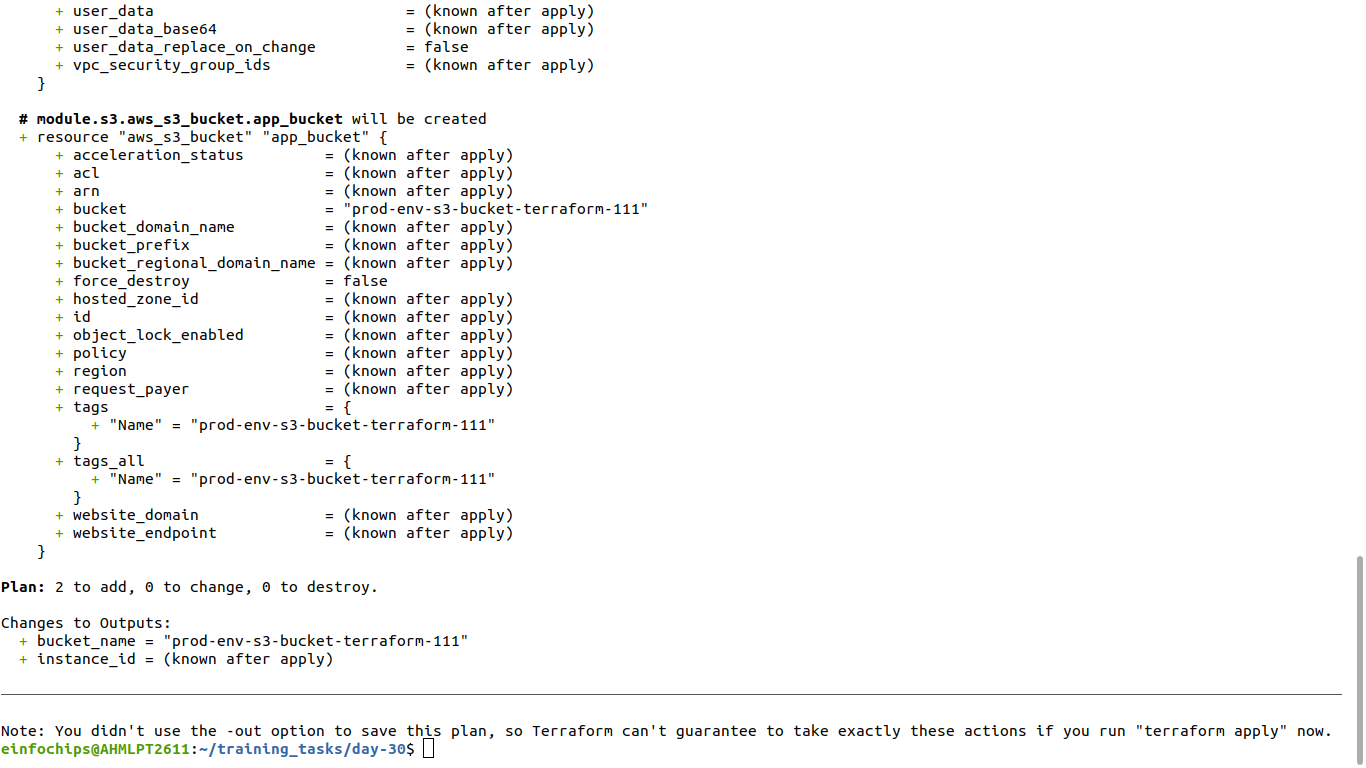 + user_data                            = (known after apply)
      + user_data_base64                     = (known after apply)
      + user_data_replace_on_change          = false
      + vpc_security_group_ids               = (known after apply)
    }
  # module.s3.aws_s3_bucket.app_bucket will be created
  + resource "aws_s3_bucket" "app_bucket" {
      + acceleration_status         = (known after apply)
      + acl                         = (known after apply)
      + arn                         = (known after apply)
      + bucket                      = "prod-env-s3-bucket-terraform-111"
      + bucket_domain_name          = (known after apply)
      + bucket_prefix               = (known after apply)
      + bucket_regional_domain_name = (known after apply)
      + force_destroy               = false
      + hosted_zone_id              = (known after apply)
      + id                          = (known after apply)
      + object_lock_enabled         = (known after apply)
      + policy                      = (known after apply)
      + region                      = (known after apply)
      + request_payer               = (known after apply)
      + tags                        = {
          + "Name" = "prod-env-s3-bucket-terraform-111"
        }
      + tags_all                    = {
          + "Name" = "prod-env-s3-bucket-terraform-111"
        }
      + website_domain              = (known after apply)
      + website_endpoint            = (known after apply)
    }
Plan: 2 to add, 0 to change, 0 to destroy.
Changes to Outputs:
  + bucket_name = "prod-env-s3-bucket-terraform-111"
  + instance_id = (known after apply)
Note: You didn't use the -out option to save this plan, so Terraform can't guarantee to take exactly these actions if you run "terraform apply" now.
einfochips@AHMLPT2611:~/training_tasks/day-30$